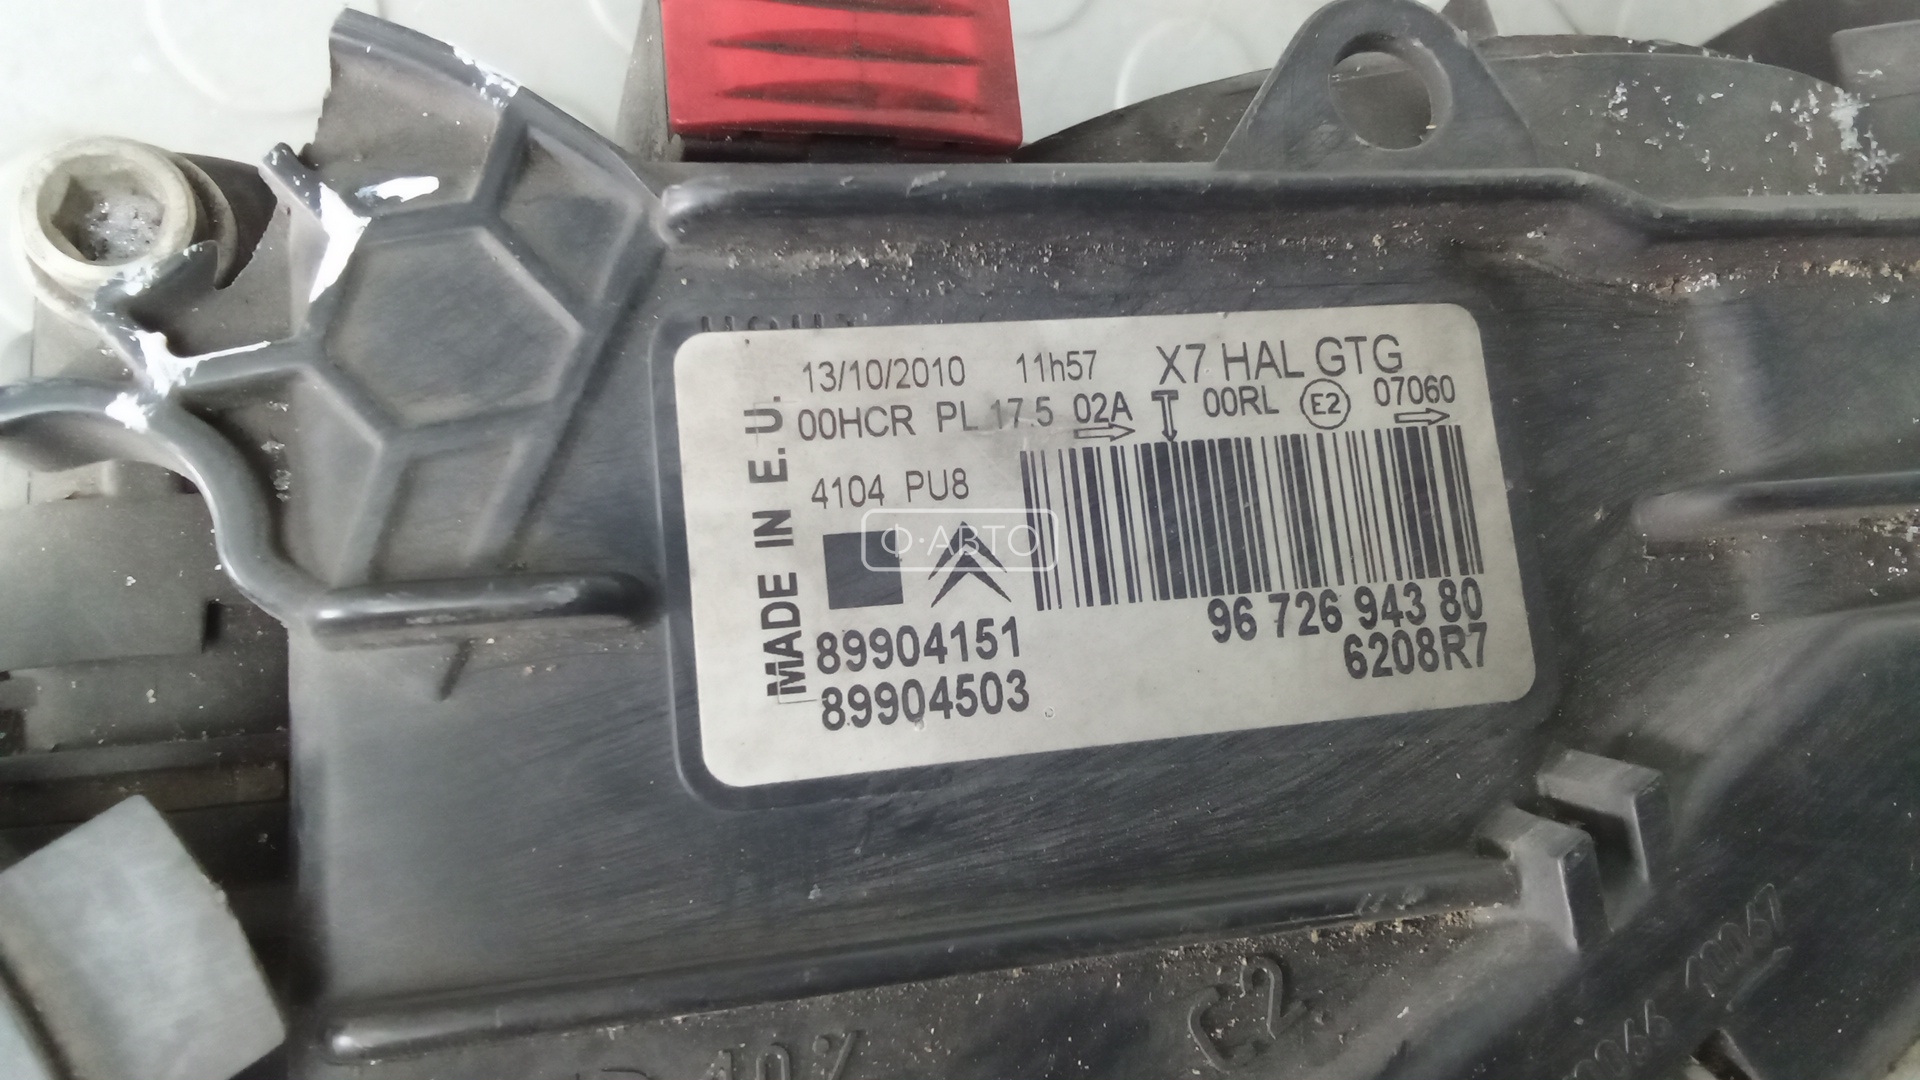 13/10/2010 11h57 X7 HAL GTG
00HCR PL 17.5 02A 00RL E2 07060
4104 PU8
MADE IN E.U.
Ф·АВТО
89904151 96 726 943 80
89904503 6208R7
C2